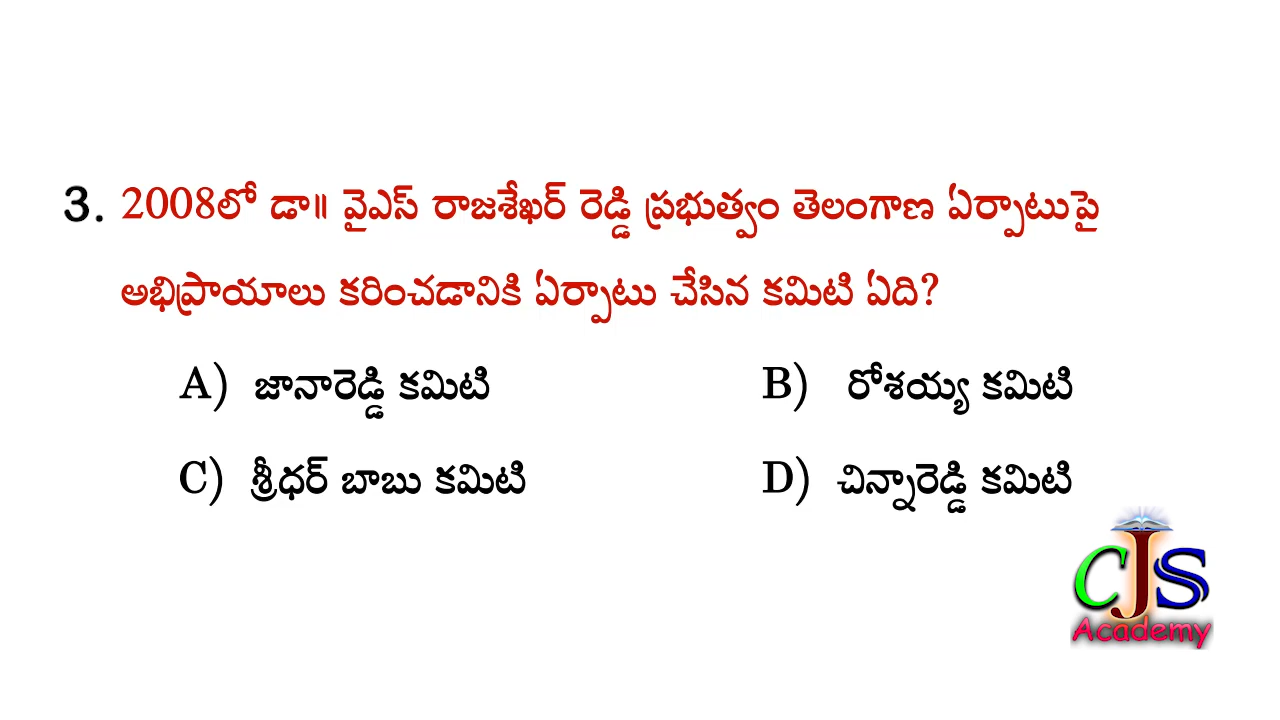 3. 2008లో డా॥ వైఎస్ రాజశేఖర్ రెడ్డి ప్రభుత్వం తెలంగాణ ఏర్పాటుపై
అభిప్రాయాలు కరించడానికి ఏర్పాటు చేసిన కమిటి ఏది?
A) జానారెడ్డి కమిటి B) రోశయ్య కమిటి
C) శ్రీధర్ బాబు కమిటి D) చిన్నారెడ్డి కమిటి
CJS
Academy